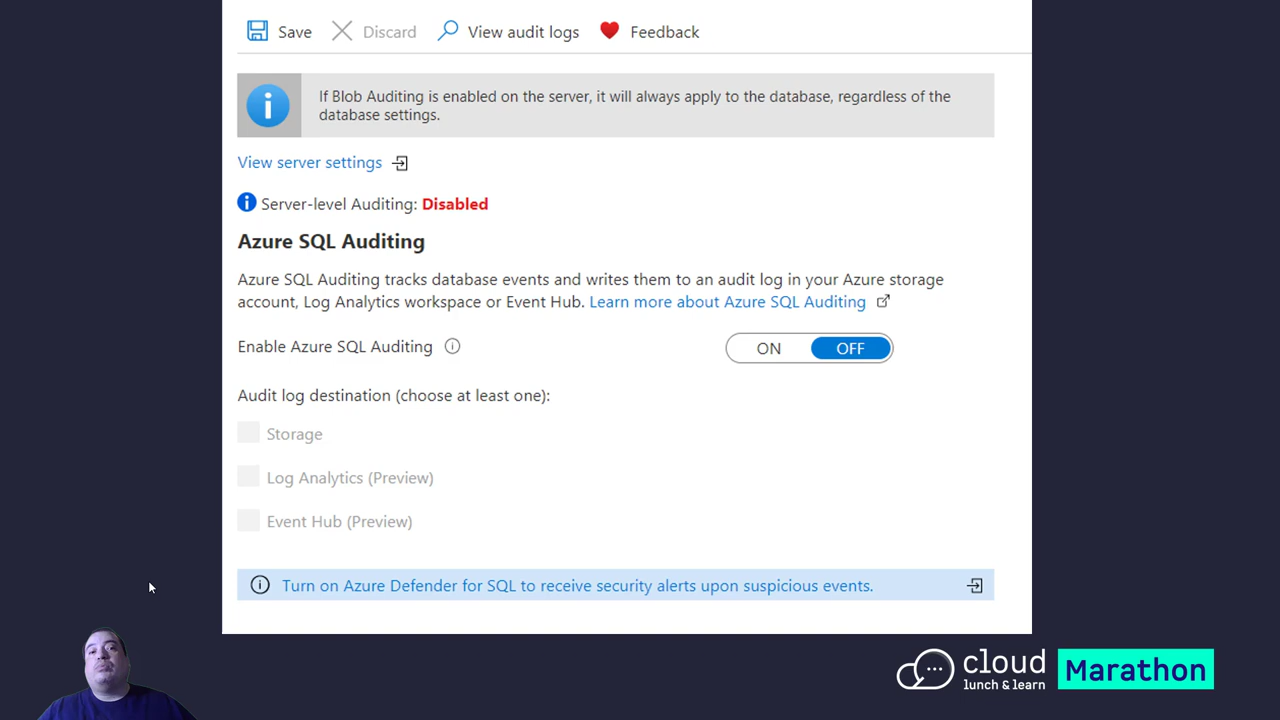 Save Discard View audit logs Feedback
If Blob Auditing is enabled on the server, it will always apply to the database, regardless of the
database settings.
View server settings
Server-level Auditing: Disabled
Azure SQL Auditing
Azure SQL Auditing tracks database events and writes them to an audit log in your Azure storage
account, Log Analytics workspace or Event Hub. Learn more about Azure SQL Auditing
Enable Azure SQL Auditing ON OFF
Audit log destination (choose at least one):
Storage
Log Analytics (Preview)
Event Hub (Preview)
Turn on Azure Defender for SQL to receive security alerts upon suspicious events.
cloud
lunch & learn
Marathon